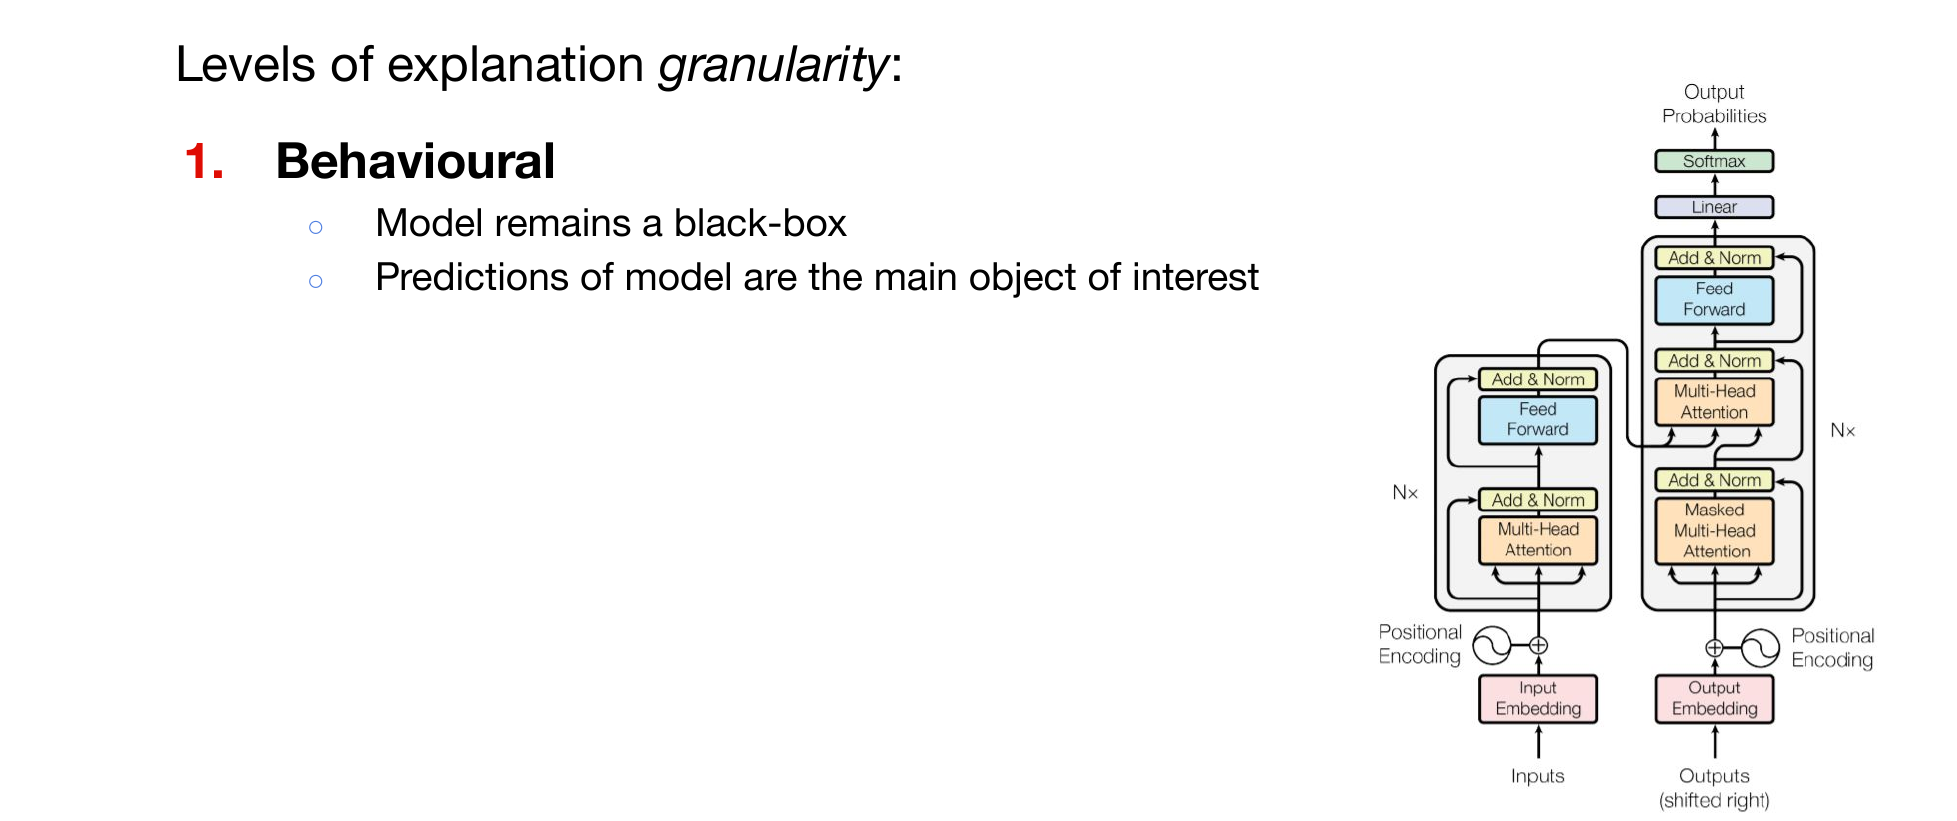 Levels of explanation granularity:
1. Behavioural
○ Model remains a black-box
○ Predictions of model are the main object of interest
Output
Probabilities
Softmax
Linear
Add & Norm
Feed
Forward
Add & Norm
Multi-Head
Attention
Nx
Add & Norm
Masked
Multi-Head
Attention
Add & Norm
Feed
Forward
Nx
Add & Norm
Multi-Head
Attention
Positional
Encoding
Positional
Encoding
Input
Embedding
Output
Embedding
Inputs
Outputs
(shifted right)